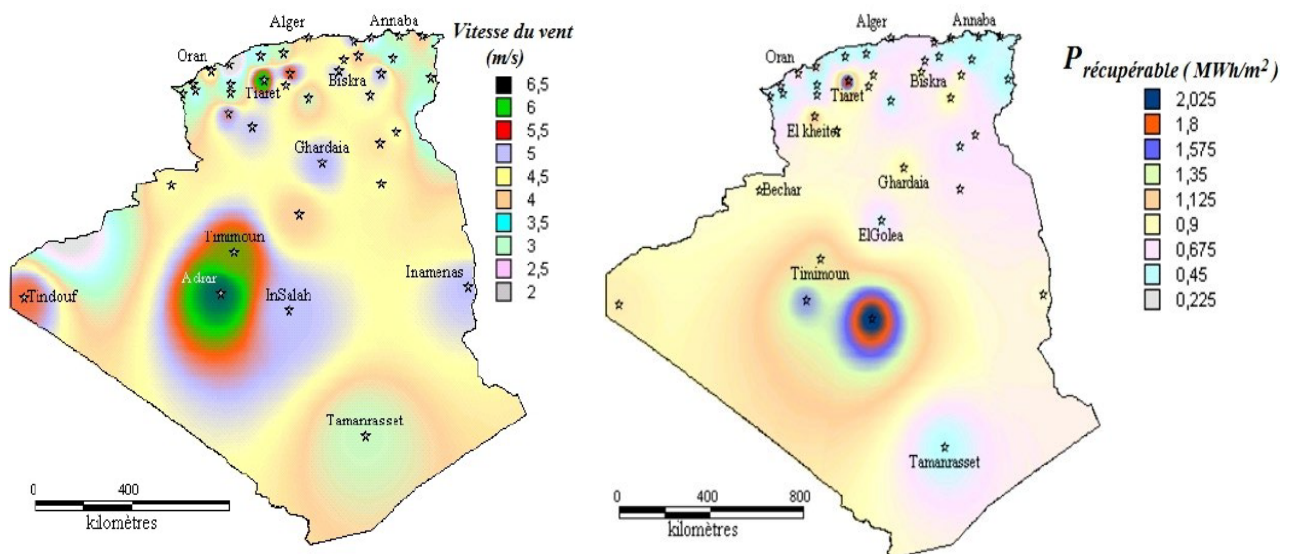 Alger
Annaba
Oran
Tiaret
Biskra
Ghardaia
Timimoun
Adrar
InSalah
Inamenas
Tindouf
Tamanrasset
0 400
kilomètres
Vitesse du vent
(m/s)
6,5
6
5,5
5
4,5
4
3,5
3
2,5
2
Alger
Annaba
Oran
Tiaret
Biskra
El kheiter
Bechar
Ghardaia
ElGolea
Timimoun
Tamanrasset
0 400 800
kilomètres
P récupérable ( MWh/m²)
2,025
1,8
1,575
1,35
1,125
0,9
0,675
0,45
0,225